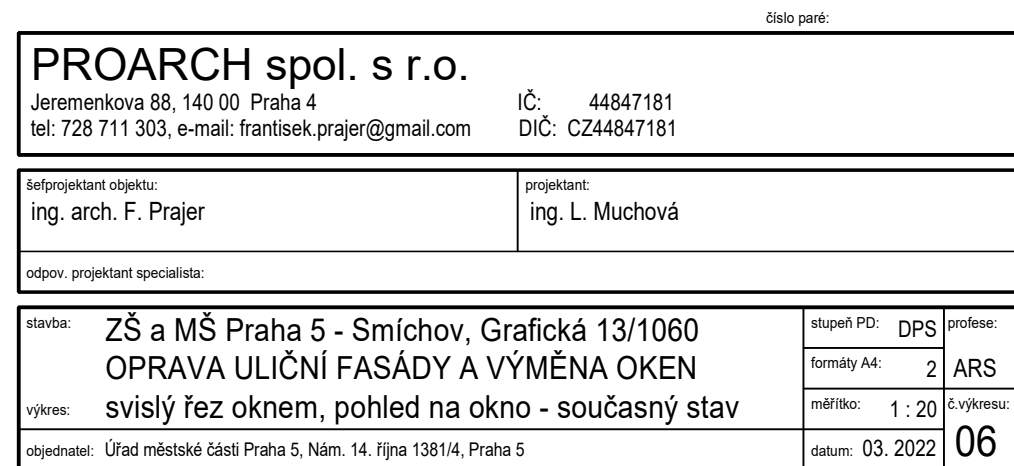 číslo paré:
PROARCH spol. s r.o.
Jeremenkova 88, 140 00 Praha 4 IČ: 44847181
tel: 728 711 303, e-mail: frantisek.prajer@gmail.com DIČ: CZ44847181
šefprojektant objektu: projektant:
ing. arch. F. Prajer ing. L. Muchová
odpov. projektant specialista:
stavba: ZŠ a MŠ Praha 5 - Smíchov, Grafická 13/1060 stupeň PD: DPS profese:
OPRAVA ULIČNÍ FASÁDY A VÝMĚNA OKEN formáty A4: 2 ARS
výkres: svislý řez oknem, pohled na okno - současný stav měřítko: 1 : 20 č.výkresu:
objednatel: Úřad městské části Praha 5, Nám. 14. října 1381/4, Praha 5 datum: 03. 2022 06